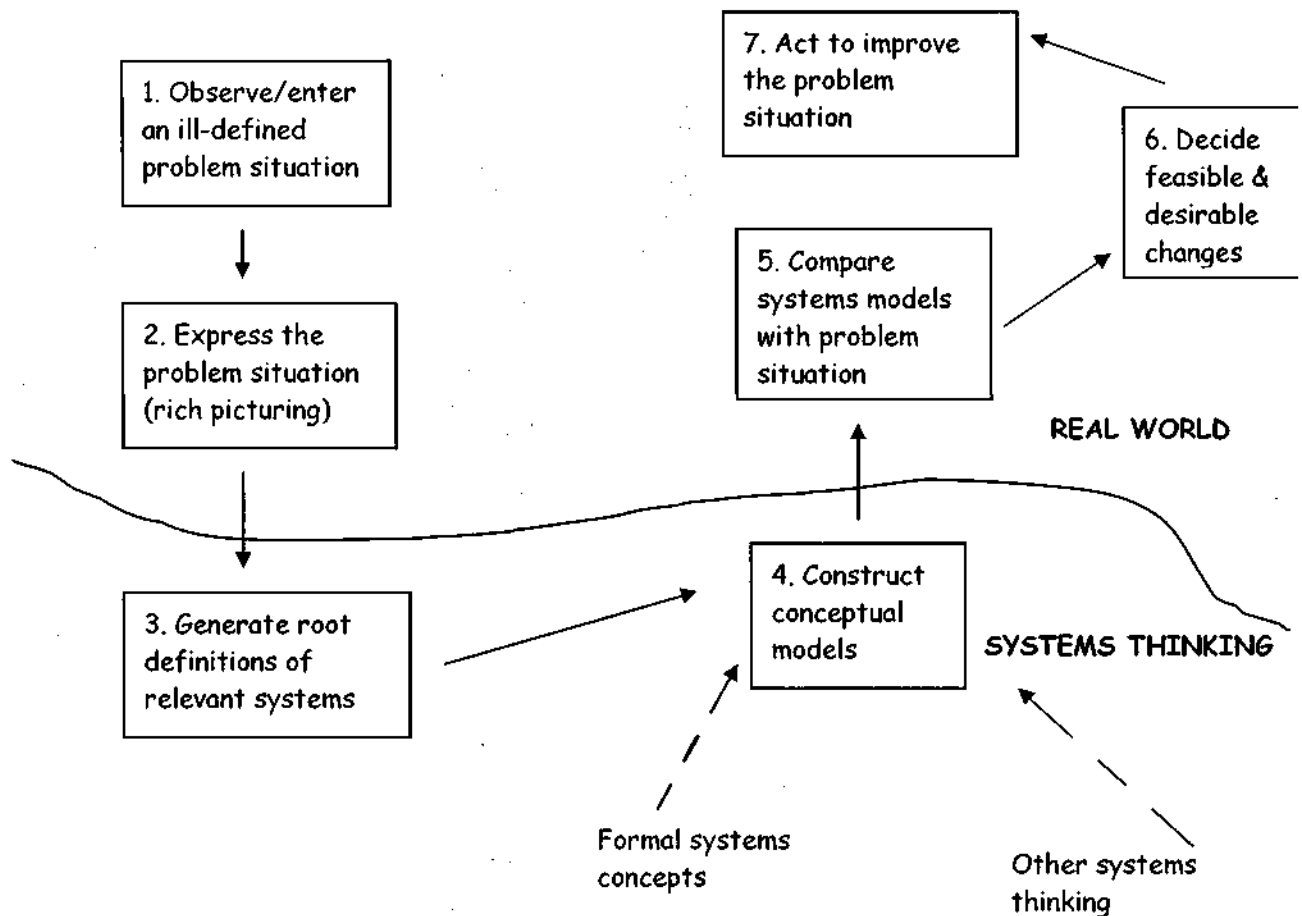 1. Observe/enter
an ill-defined
problem situation
2. Express the
problem situation
(rich picturing)
3. Generate root
definitions of
relevant systems
4. Construct
conceptual
models
5. Compare
systems models
with problem
situation
6. Decide
feasible &
desirable
changes
7. Act to improve
the problem
situation
REAL WORLD
SYSTEMS THINKING
Formal systems
concepts
Other systems
thinking